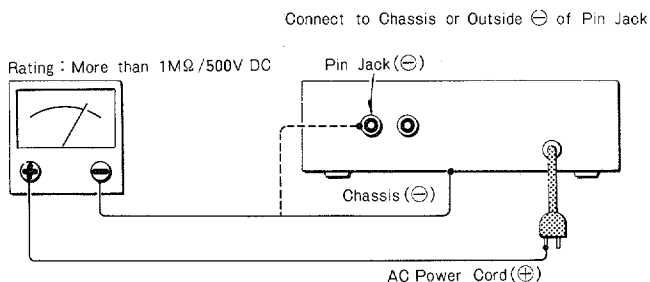 Connect to Chassis or Outside ⊖ of Pin Jack
Rating : More than 1MΩ/500V DC
Pin Jack(⊖)
Chassis(⊖)
AC Power Cord(⊕)